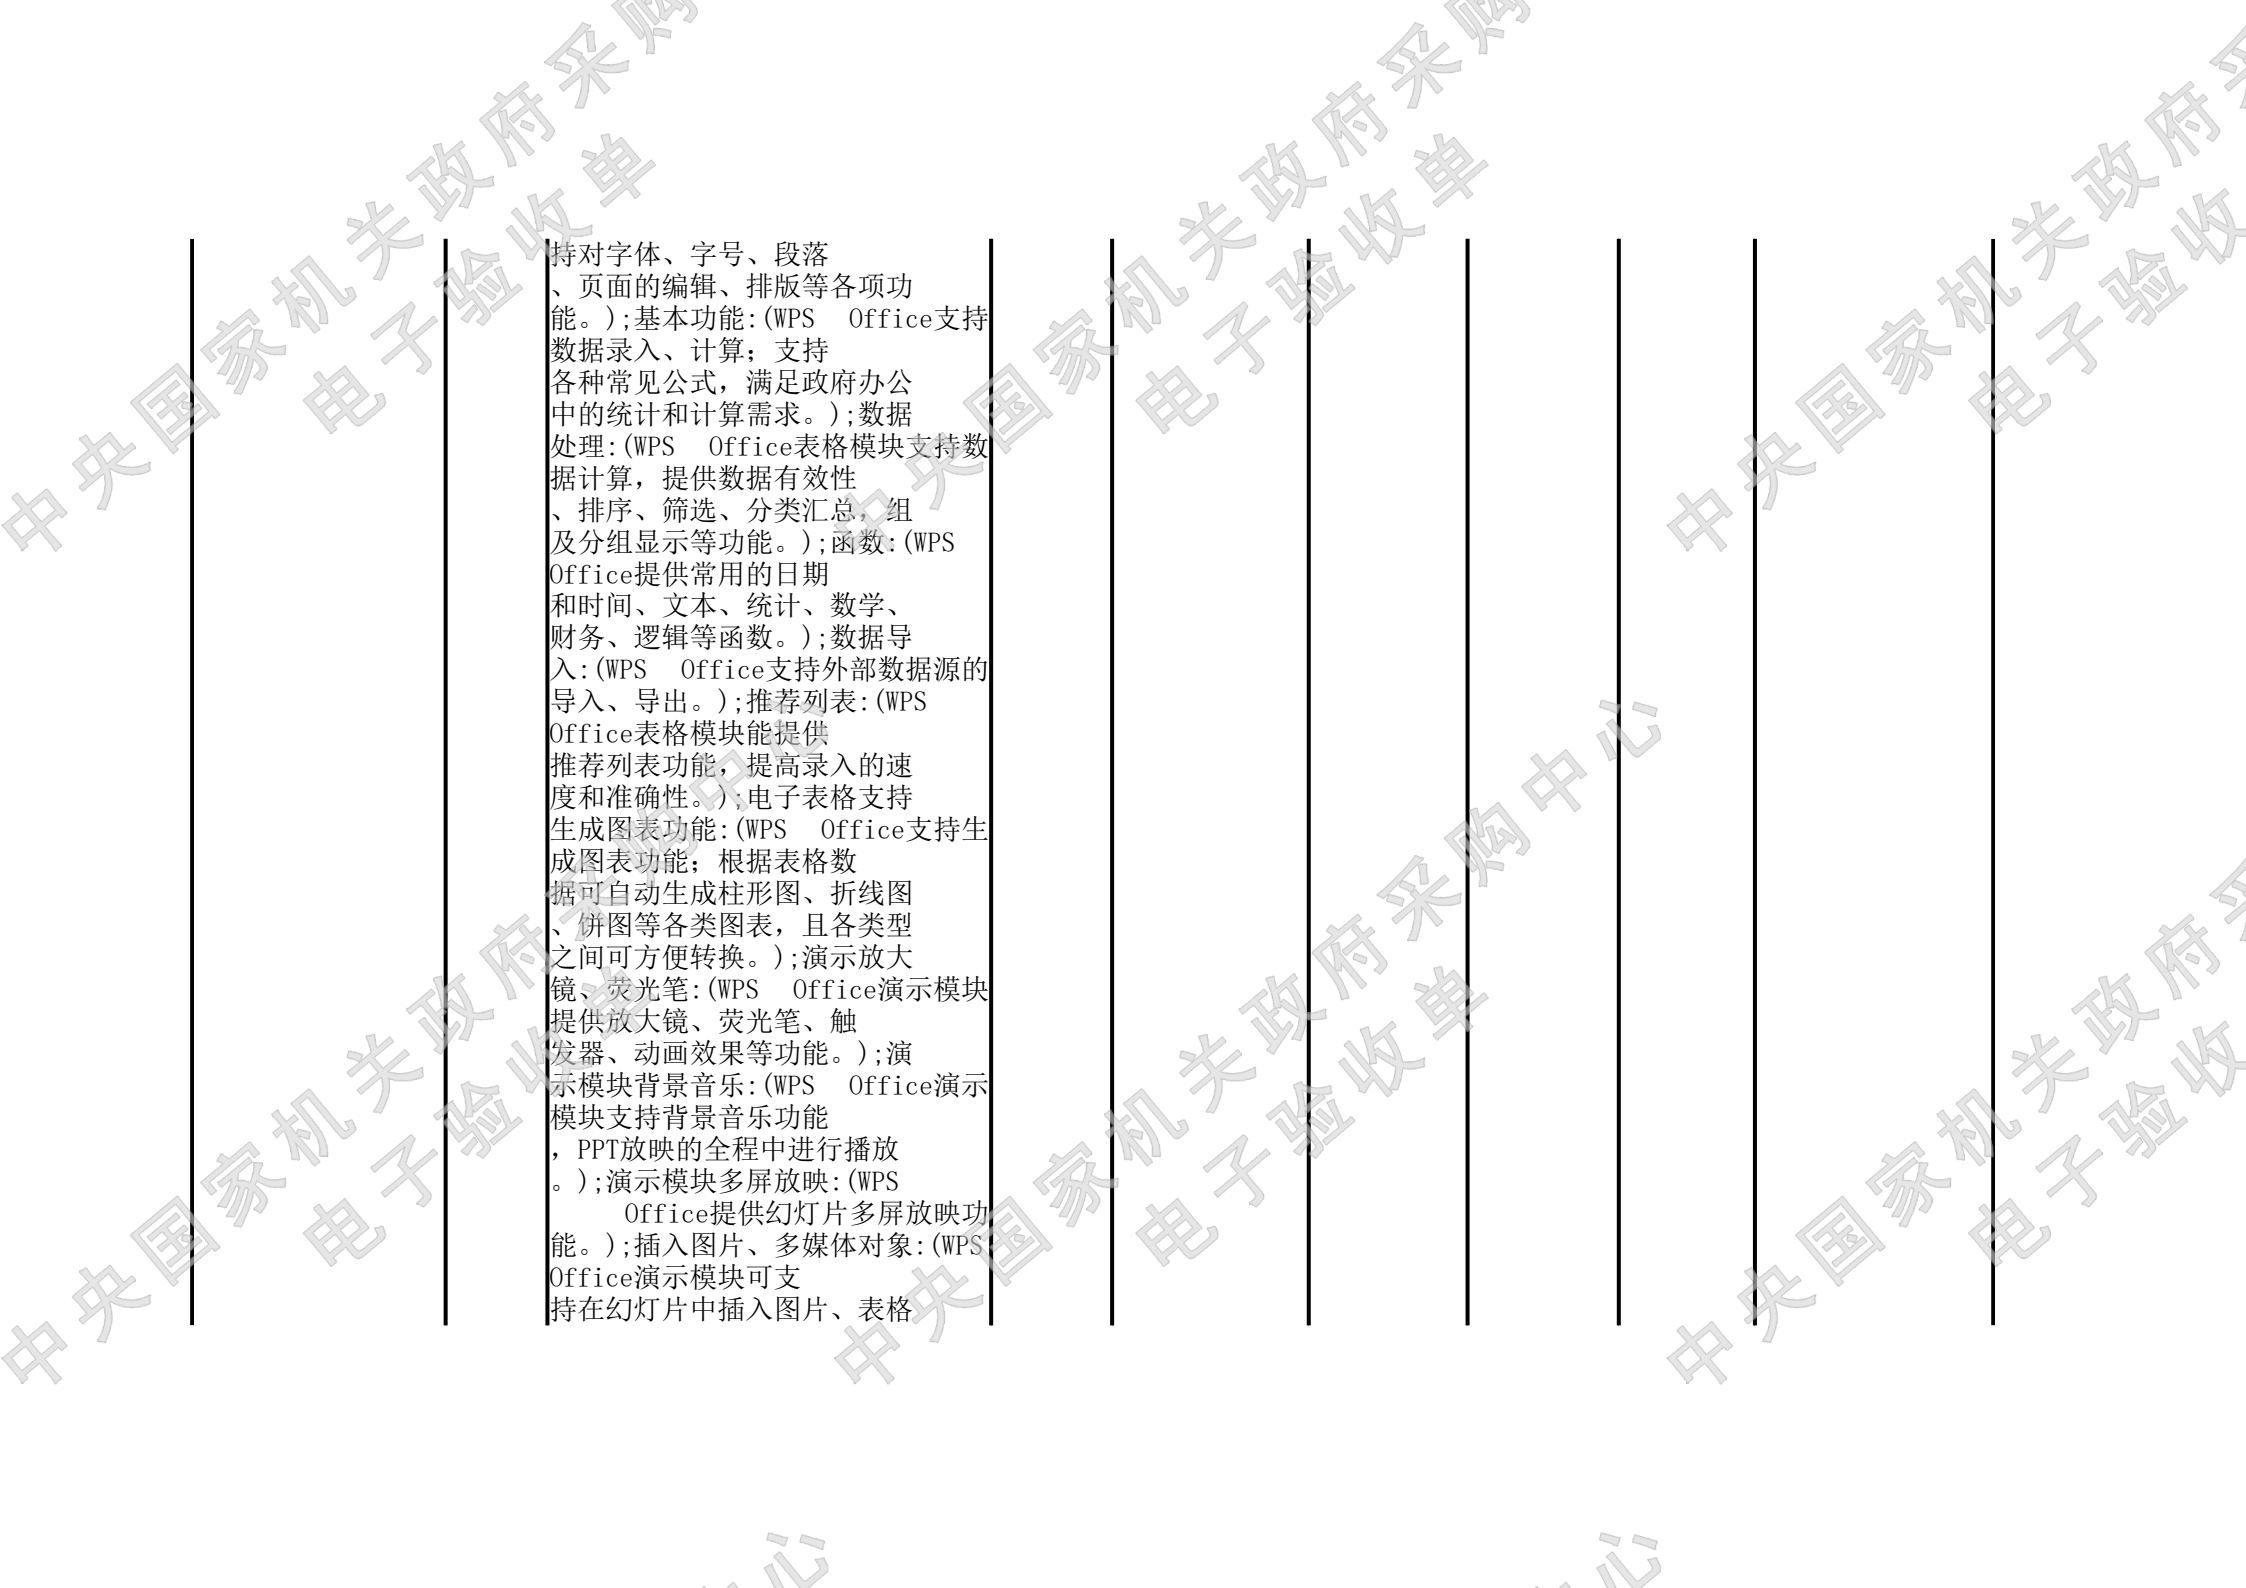 持对字体、字号、段落
、页面的编辑、排版等各项功
能。);基本功能:(WPS  Office支持
数据录入、计算；支持
各种常见公式，满足政府办公
中的统计和计算需求。);数据
处理:(WPS  Office表格模块支持数
据计算，提供数据有效性
、排序、筛选、分类汇总，组
及分组显示等功能。);函数:(WPS
Office提供常用的日期
和时间、文本、统计、数学、
财务、逻辑等函数。);数据导
入:(WPS  Office支持外部数据源的
导入、导出。);推荐列表:(WPS
Office表格模块能提供
推荐列表功能，提高录入的速
度和准确性。);电子表格支持
生成图表功能:(WPS  Office支持生
成图表功能；根据表格数
据可自动生成柱形图、折线图
、饼图等各类图表，且各类型
之间可方便转换。);演示放大
镜、荧光笔:(WPS  Office演示模块
提供放大镜、荧光笔、触
发器、动画效果等功能。);演
示模块背景音乐:(WPS  Office演示
模块支持背景音乐功能
，PPT放映的全程中进行播放
。);演示模块多屏放映:(WPS
Office提供幻灯片多屏放映功
能。);插入图片、多媒体对象:(WPS
Office演示模块可支
持在幻灯片中插入图片、表格
中央国家机关政府采购中心
电子验收单